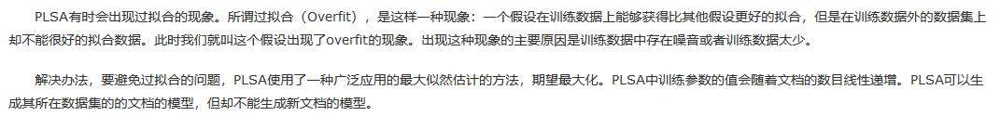 PLSA有时会出现过拟合的现象。所谓过拟合（Overfit），是这样一种现象：一个假设在训练数据上能够获得比其他假设更好的拟合，但是在训练数据外的数据集上
却不能很好的拟合数据。此时我们就叫这个假设出现了overfit的现象。出现这种现象的主要原因是训练数据中存在噪音或者训练数据太少。
解决办法，要避免过拟合的问题，PLSA使用了一种广泛应用的最大似然估计的方法，期望最大化。PLSA中训练参数的值会随着文档的数目线性递增。PLSA可以生
成其所在数据集的的文档的模型，但却不能生成新文档的模型。